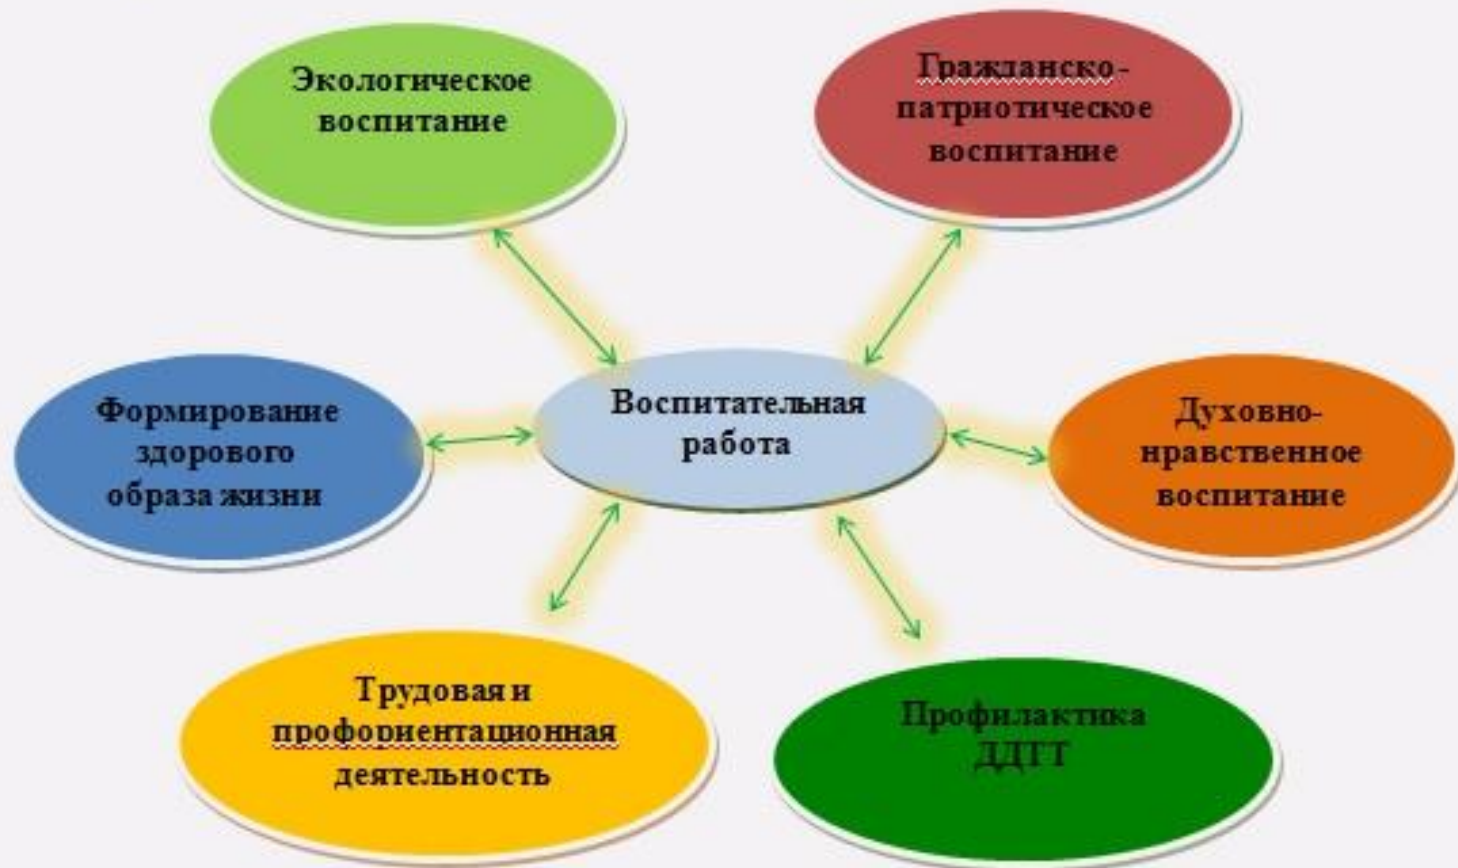 Экологическое
воспитание
Гражданско-
патриотическое
воспитание
Формирование
здорового
образа жизни
Воспитательная
работа
Духовно-
нравственное
воспитание
Трудовая и
профориентационная
деятельность
Профилактика
ДДТТ